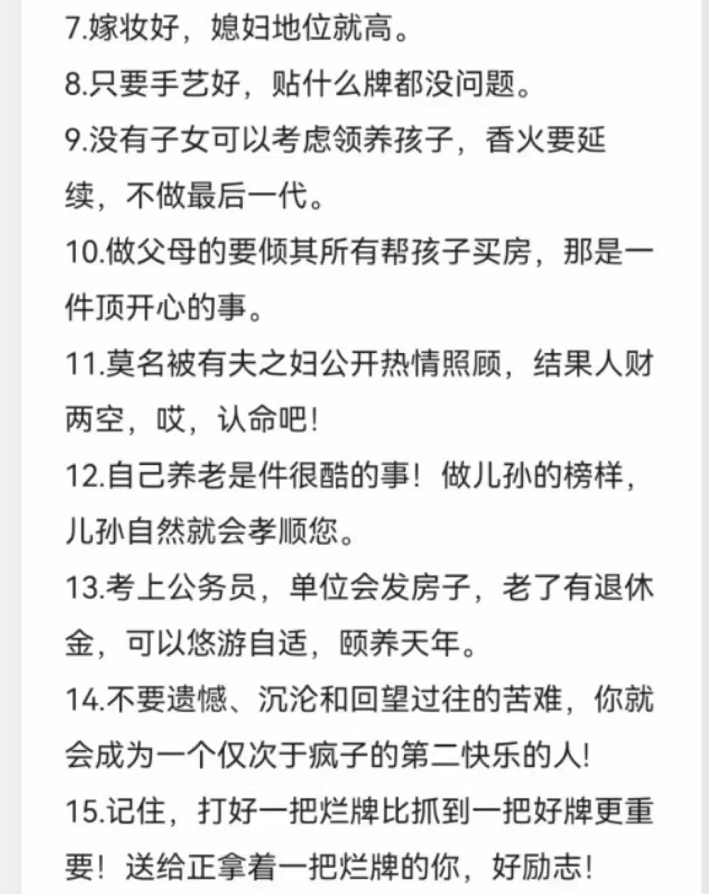 7.嫁妆好，媳妇地位就高。
8.只要手艺好，贴什么牌都没问题。
9.没有子女可以考虑领养孩子，香火要延
续，不做最后一代。
10.做父母的要倾其所有帮孩子买房，那是一
件顶开心的事。
11.莫名被有夫之妇公开热情照顾，结果人财
两空，哎，认命吧！
12.自己养老是件很酷的事！做儿孙的榜样，
儿孙自然就会孝顺您。
13.考上公务员，单位会发房子，老了有退休
金，可以悠游自适，颐养天年。
14.不要遗憾、沉沦和回望过往的苦难，你就
会成为一个仅次于疯子的第二快乐的人！
15.记住，打好一把烂牌比抓到一把好牌更重
要！送给正拿着一把烂牌的你，好励志！